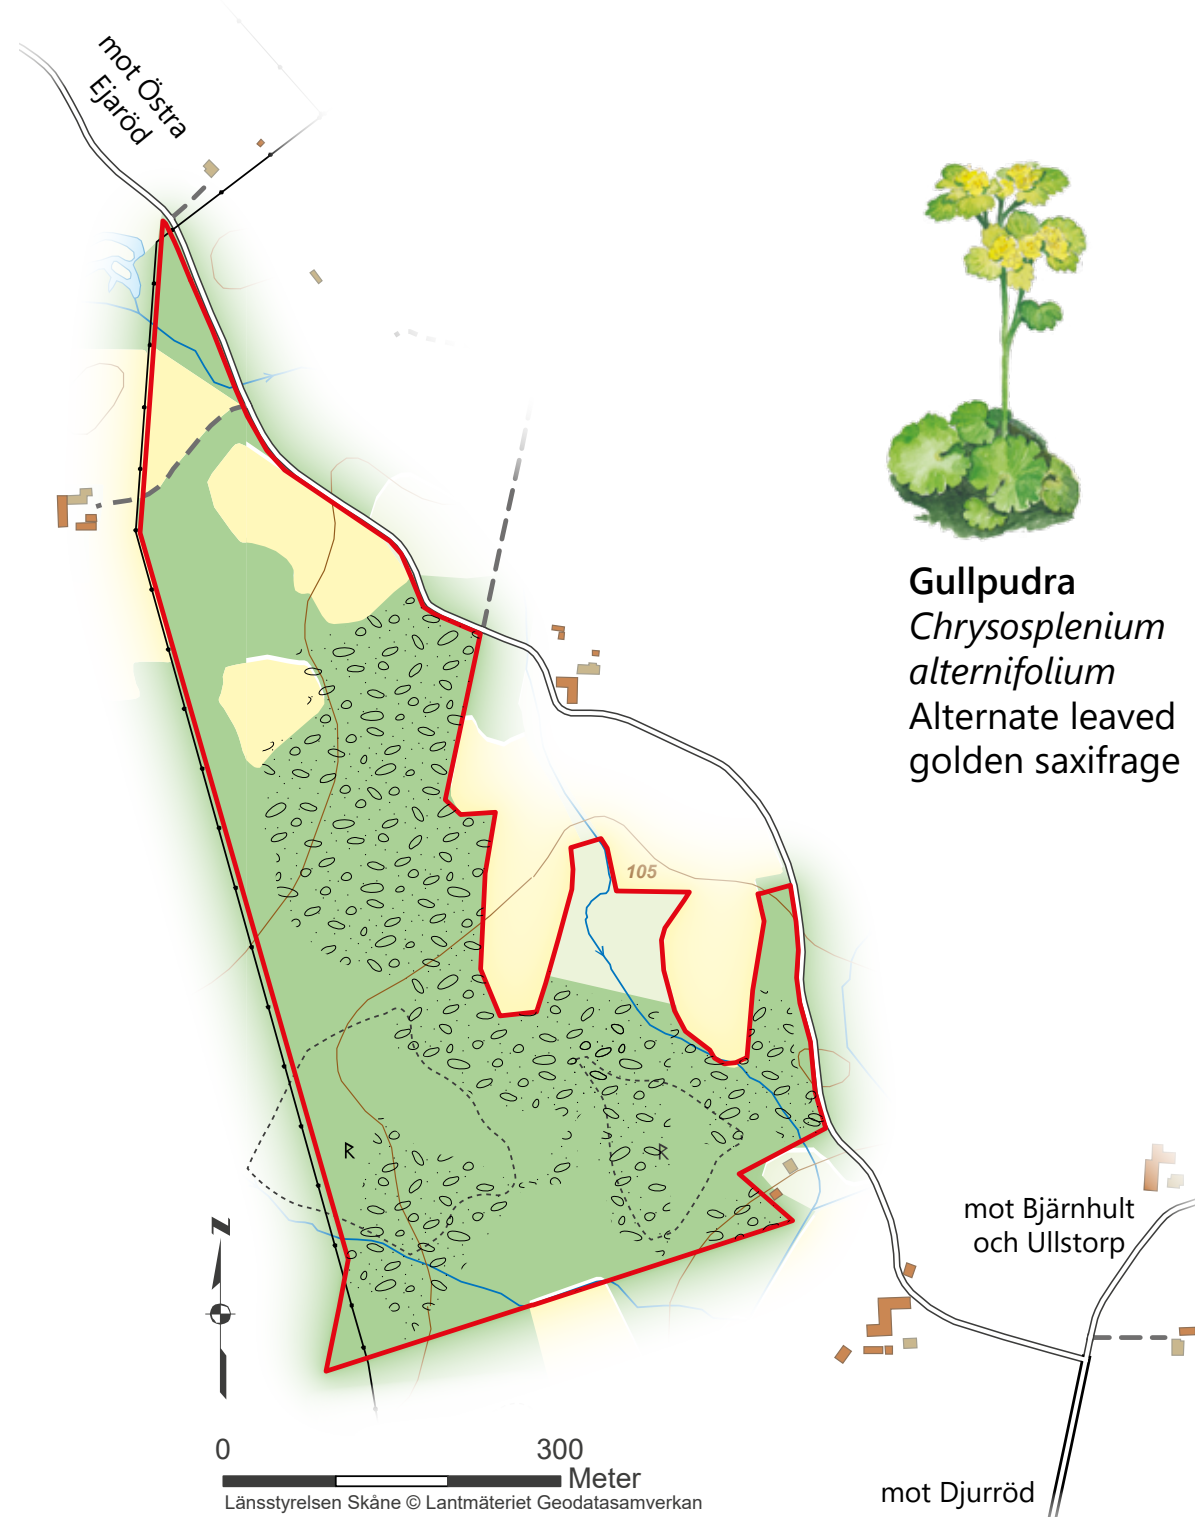 mot Östra
Ejaröd
Gullpudra
Chrysosplenium
alternifolium
Alternate leaved
golden saxifrage
105
R
R
N
mot Bjärnhult
och Ullstorp
0 300
Meter
Länsstyrelsen Skåne © Lantmäteriet Geodatasamverkan
mot Djurröd